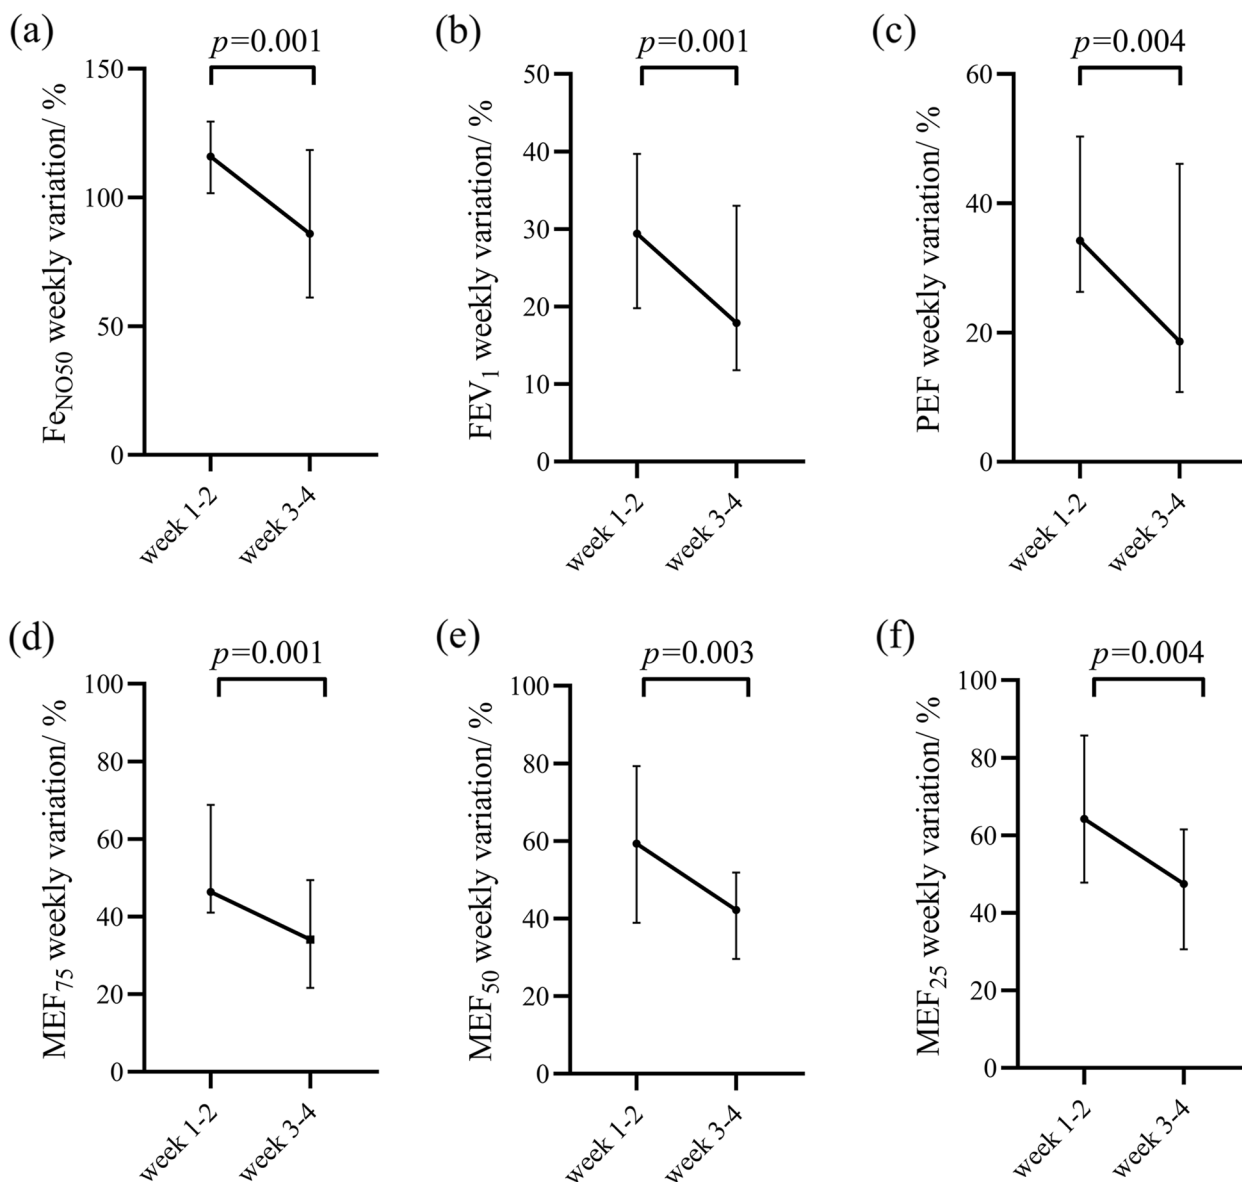 (a)
p=0.001
FeNO50 weekly variation/ %
150
100
50
0
week 1-2
week 3-4
(b)
p=0.001
FEV1 weekly variation/ %
50
40
30
20
10
0
week 1-2
week 3-4
(c)
p=0.004
PEF weekly variation/ %
60
40
20
0
week 1-2
week 3-4
(d)
p=0.001
MEF75 weekly variation/ %
100
80
60
40
20
0
week 1-2
week 3-4
(e)
p=0.003
MEF50 weekly variation/ %
100
80
60
40
20
0
week 1-2
week 3-4
(f)
p=0.004
MEF25 weekly variation/ %
100
80
60
40
20
0
week 1-2
week 3-4